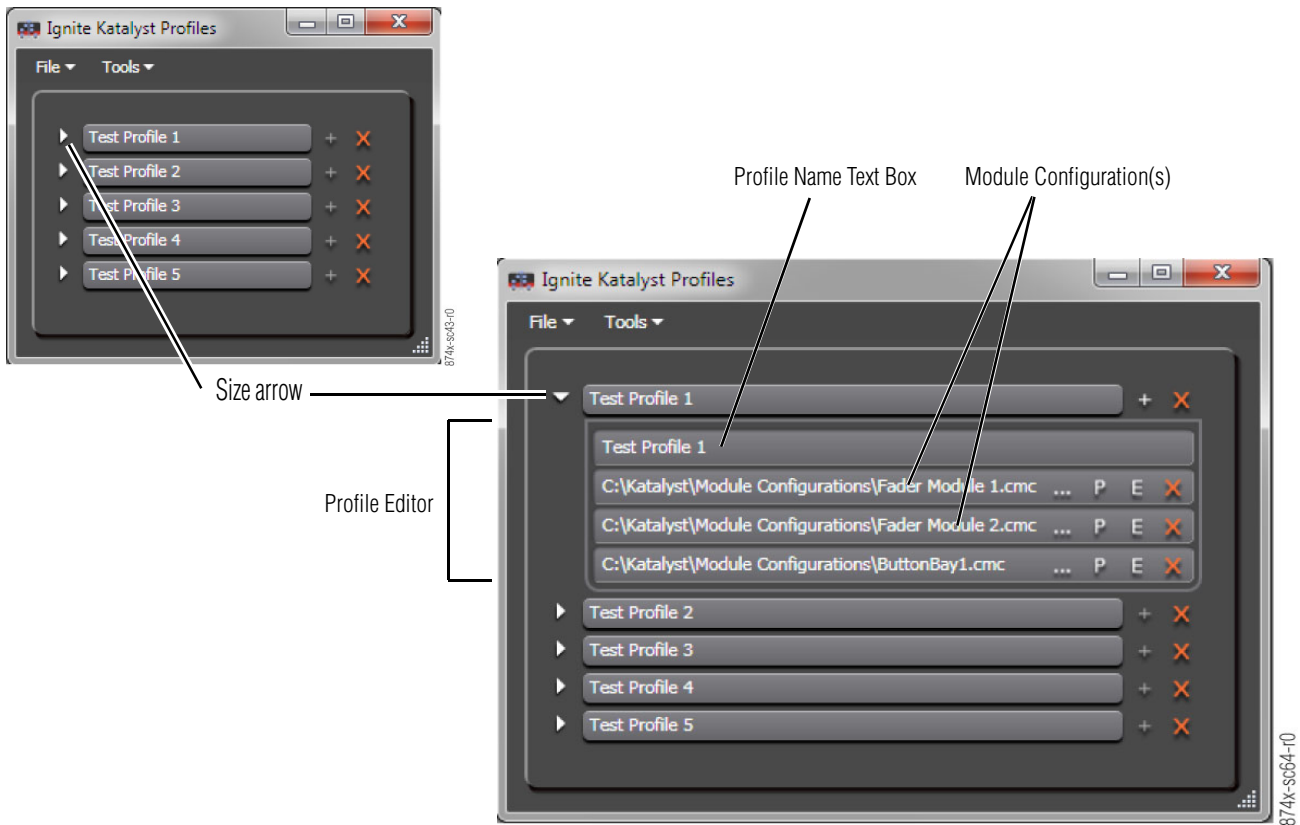 Ignite Katalyst Profiles
File Tools
Test Profile 1 + X
Test Profile 2 + X
Test Profile 3 + X
Test Profile 4 + X
Test Profile 5 + X
874x-sc43-r0
Size arrow
Profile Name Text Box
Module Configuration(s)
Profile Editor
Ignite Katalyst Profiles
File Tools
Test Profile 1 + X
Test Profile 1
C:\Katalyst\Module Configurations\Fader Module 1.cmc ... P E X
C:\Katalyst\Module Configurations\Fader Module 2.cmc ... P E X
C:\Katalyst\Module Configurations\ButtonBay1.cmc ... P E X
Test Profile 2 + X
Test Profile 3 + X
Test Profile 4 + X
Test Profile 5 + X
874x-sc64-r0